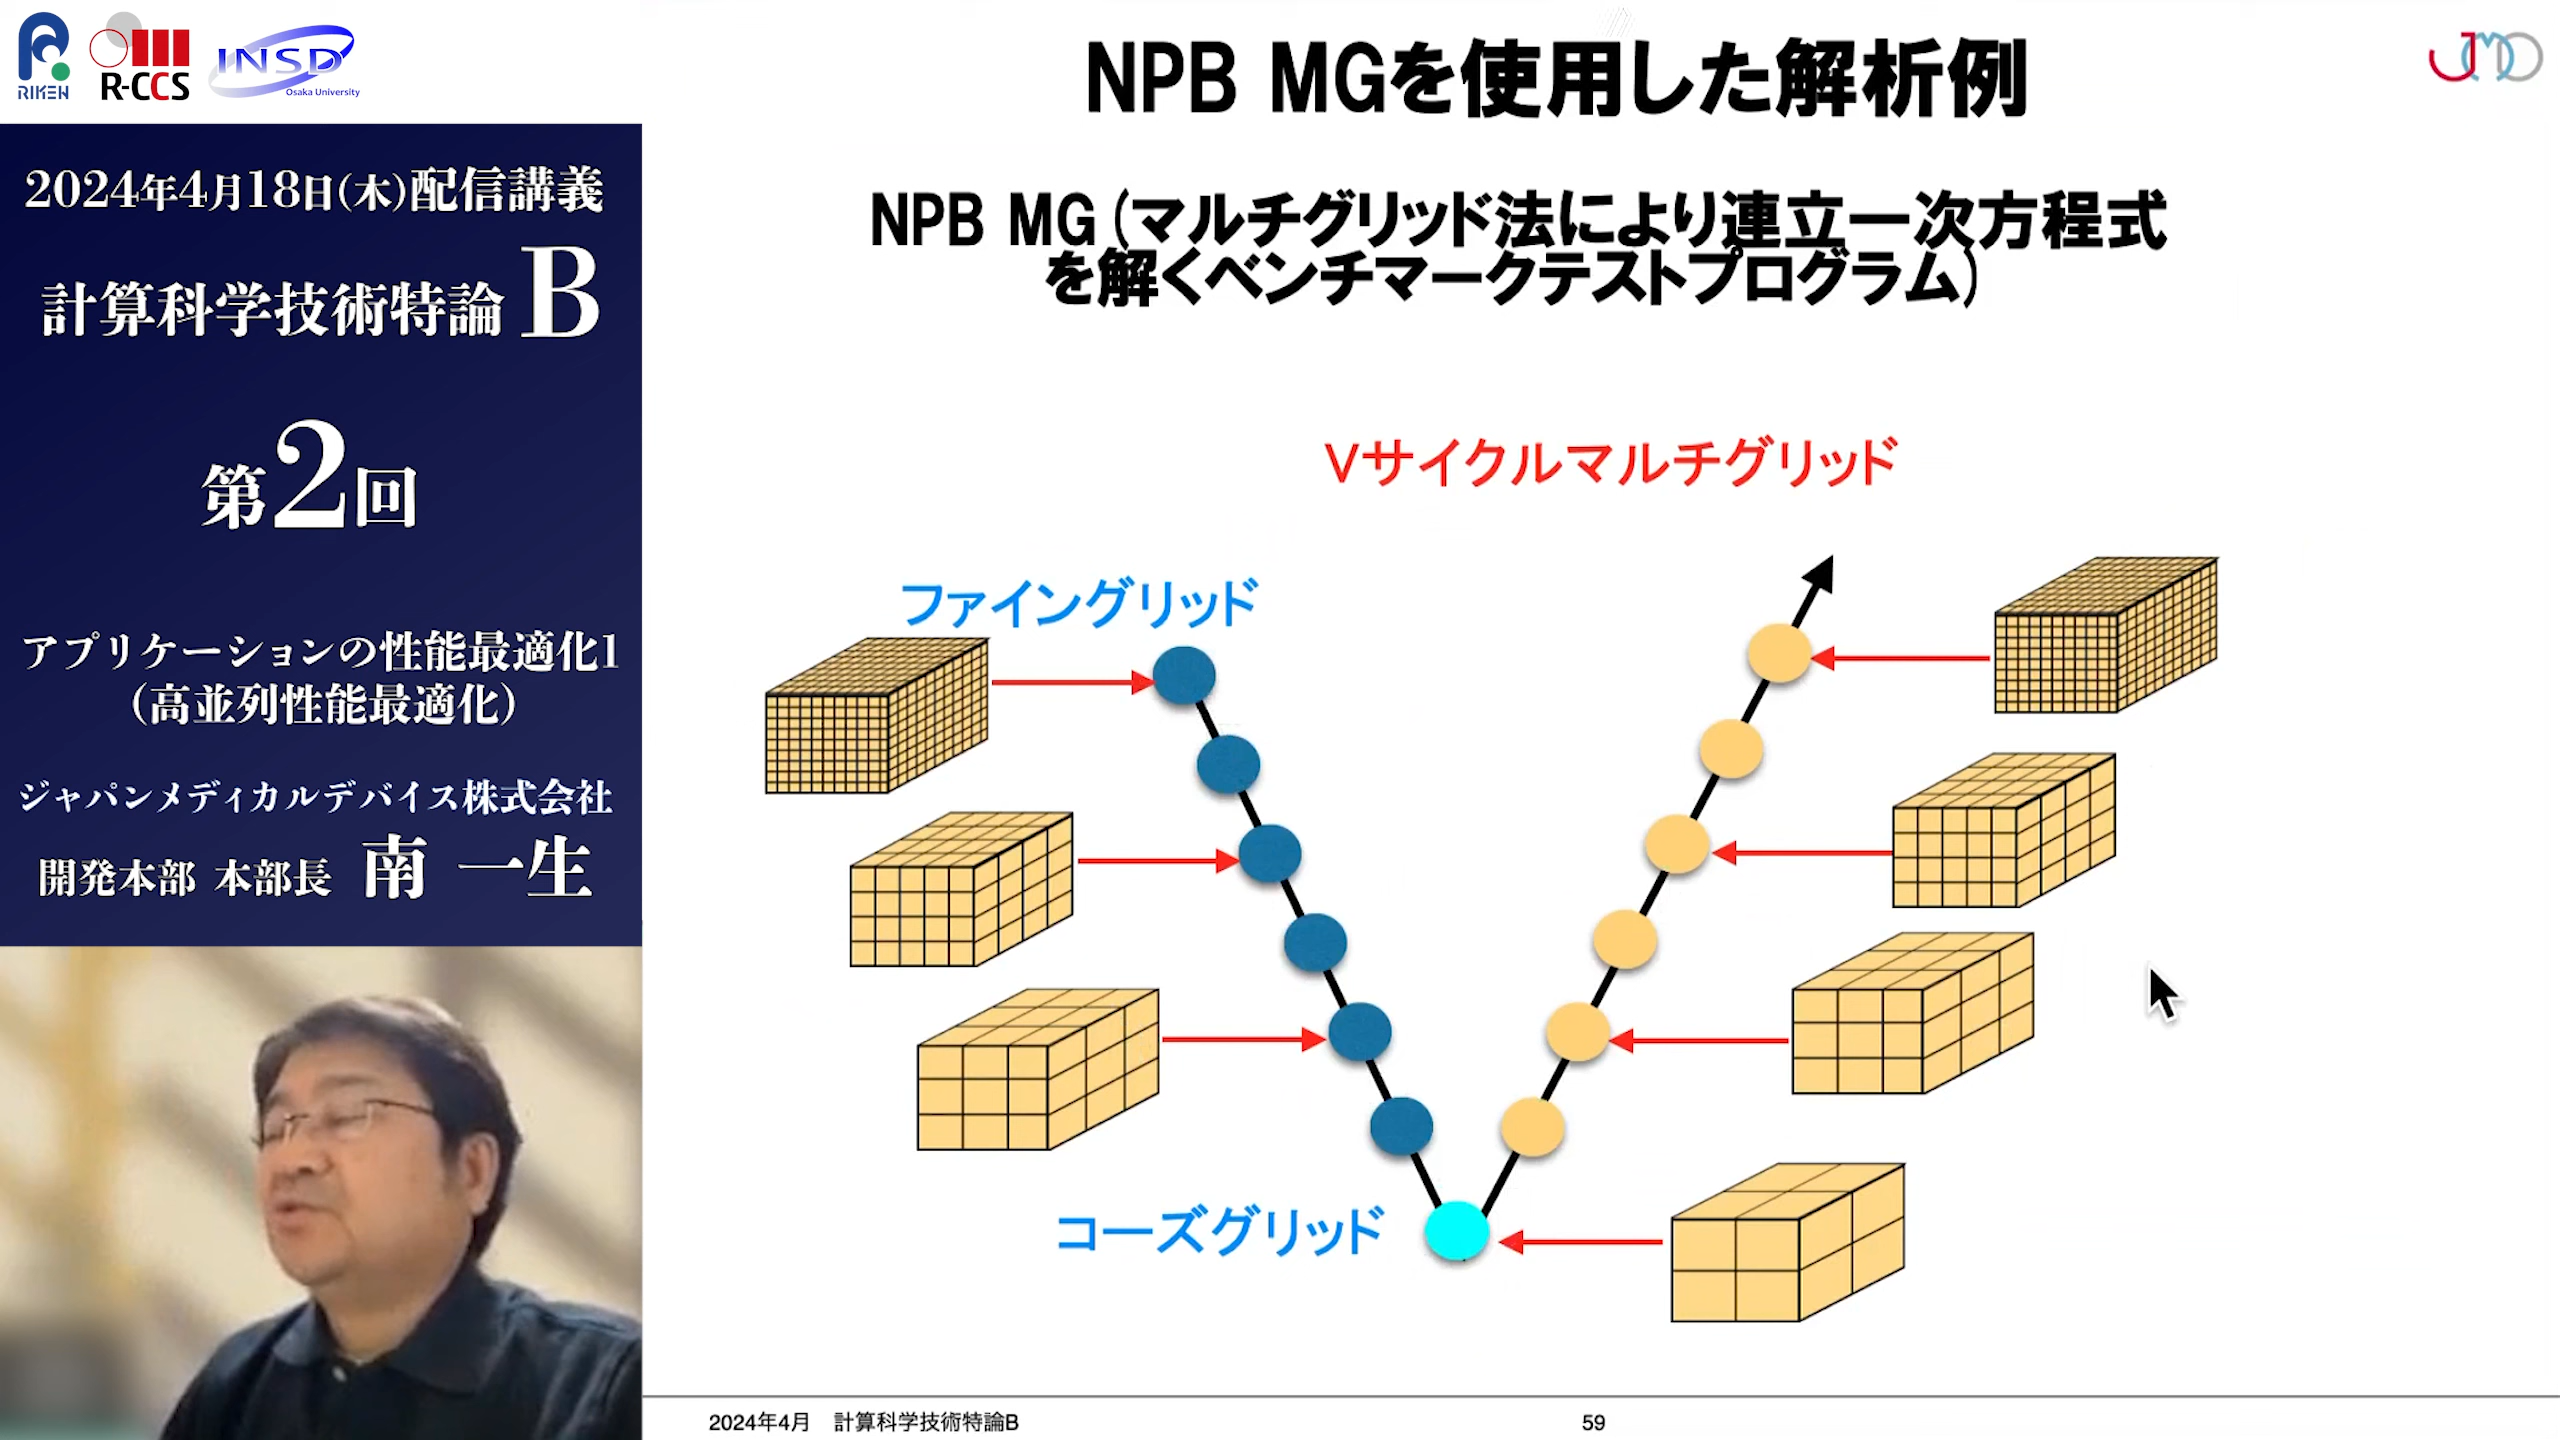 RIKEN
R-CCS
INSD
Osaka University
2024年4月18日(木)配信講義
計算科学技術特論 B
第2回
アプリケーションの性能最適化1
(高並列性能最適化)
ジャパンメディカルデバイス株式会社
開発本部 本部長 南 一生
NPB MGを使用した解析例
JMD
NPB MG(マルチグリッド法により連立一次方程式
を解くベンチマークテストプログラム)
Vサイクルマルチグリッド
ファイングリッド
コーズグリッド
2024年4月 計算科学技術特論B
59